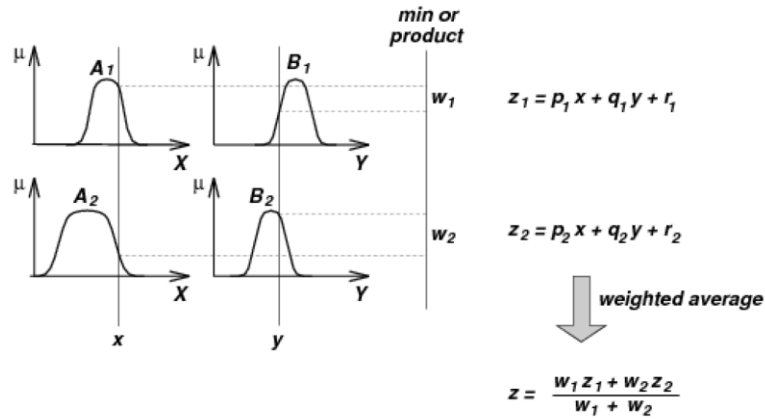 min or
product
μ
A₁
μ
B₁
w₁
z₁ = p₁ x + q₁ y + r₁
X
Y
μ
A₂
μ
B₂
w₂
z₂ = p₂ x + q₂ y + r₂
X
Y
weighted average
x
y
z = w₁ z₁ + w₂ z₂
w₁ + w₂